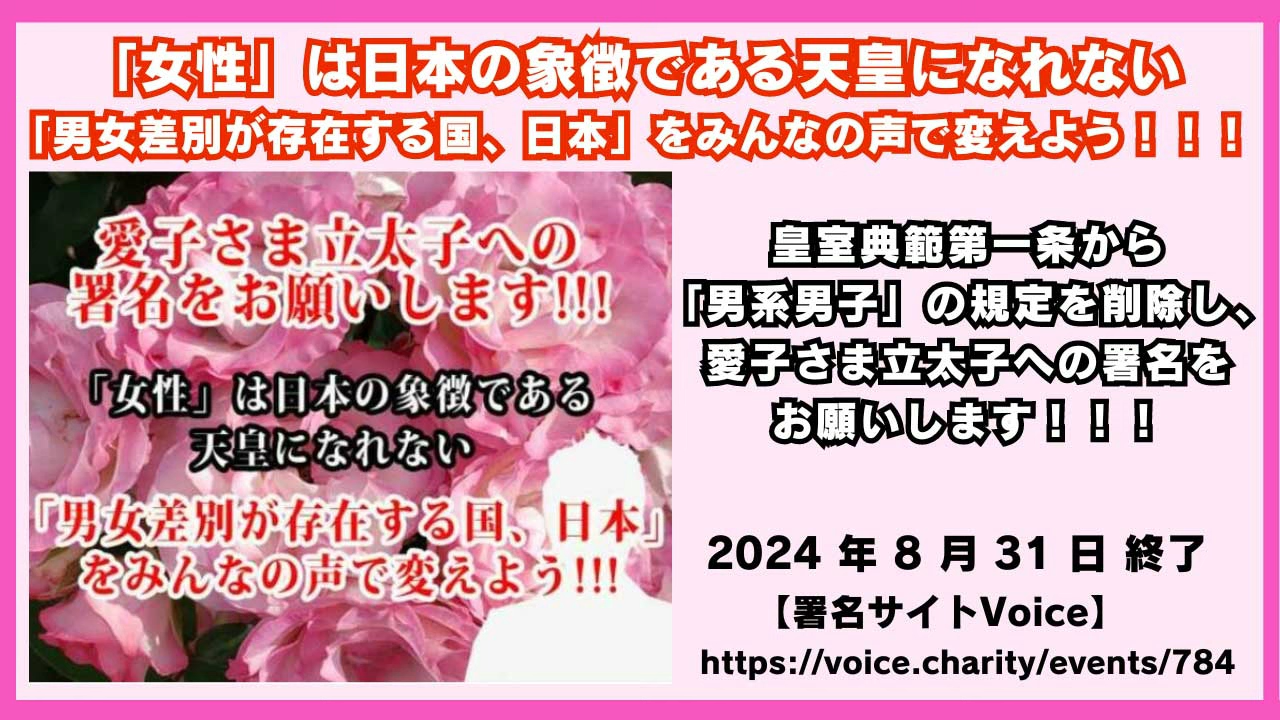 「女性」は日本の象徴である天皇になれない
「男女差別が存在する国、日本」をみんなの声で変えよう！！！
愛子さま立太子への
署名をお願いします!!!
「女性」は日本の象徴である
天皇になれない
「男女差別が存在する国、日本」
をみんなの声で変えよう!!!
皇室典範第一条から
「男系男子」の規定を削除し、
愛子さま立太子への署名を
お願いします！！！
2024 年 8 月 31 日 終了
【署名サイトVoice】
https://voice.charity/events/784